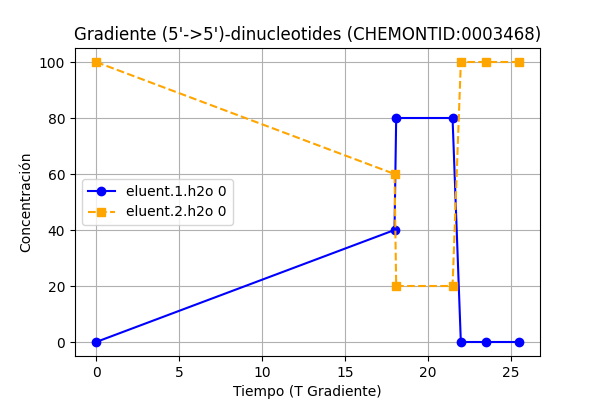 Gradiente (5'->5')-dinucleotides (CHEMONTID:0003468)
Concentración
100
80
60
40
20
0
eluent.1.h2o 0
eluent.2.h2o 0
0 5 10 15 20 25
Tiempo (T Gradiente)